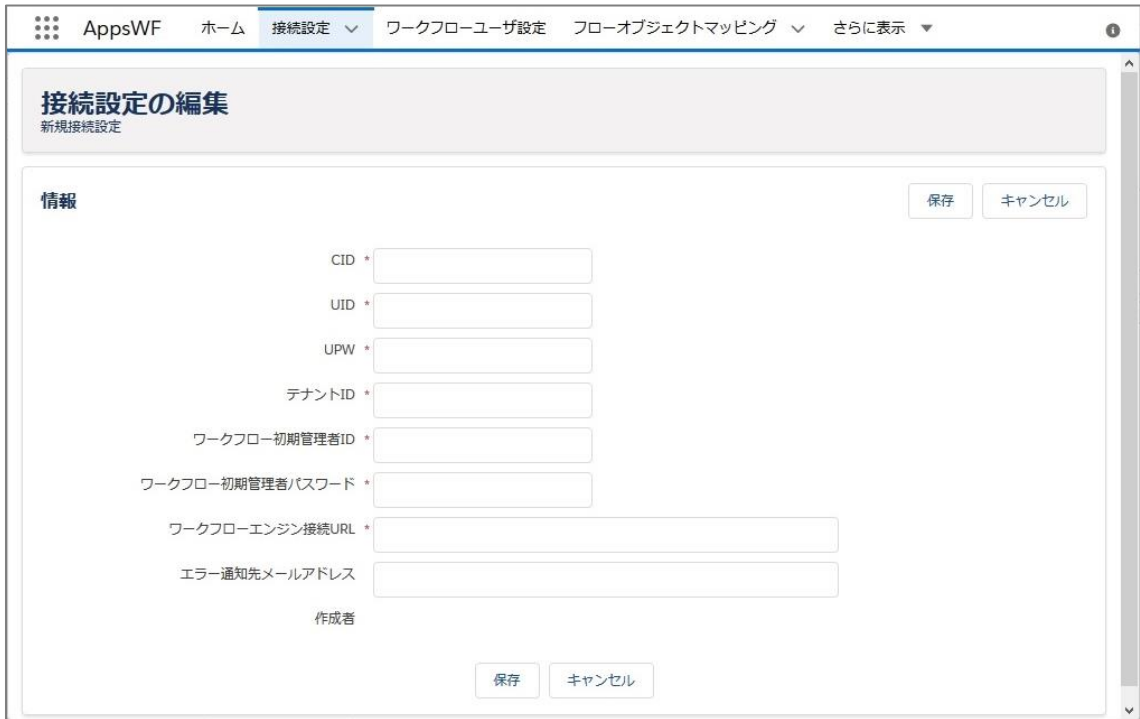 AppsWF ホーム 接続設定 ワークフローユーザ設定 フローオブジェクトマッピング さらに表示
接続設定の編集
新規接続設定
情報 保存 キャンセル
CID *
UID *
UPW *
テナントID *
ワークフロー初期管理者ID *
ワークフロー初期管理者パスワード *
ワークフローエンジン接続URL *
エラー通知先メールアドレス
作成者
保存 キャンセル